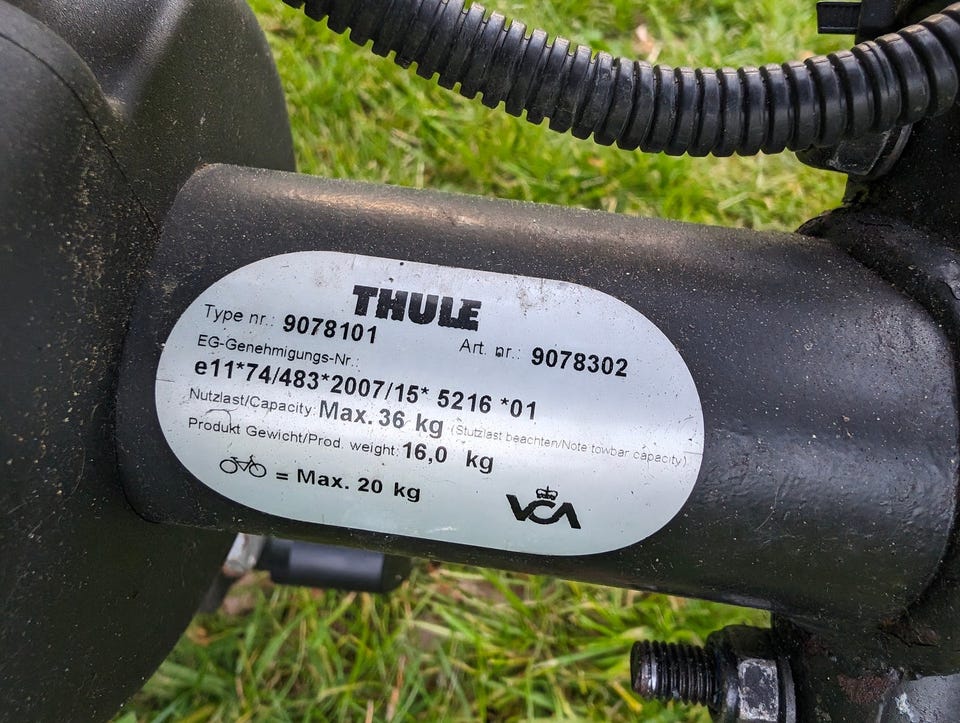 THULE
Type nr.: 9078101 Art. nr.: 9078302
EG-Genehmigungs-Nr.:
e11*74/483*2007/15* 5216 *01
Nutzlast/Capacity: Max. 36 kg (Stutzlast beachten/Note towbar capacity)
Produkt Gewicht/Prod. weight: 16,0 kg
= Max. 20 kg
VCA